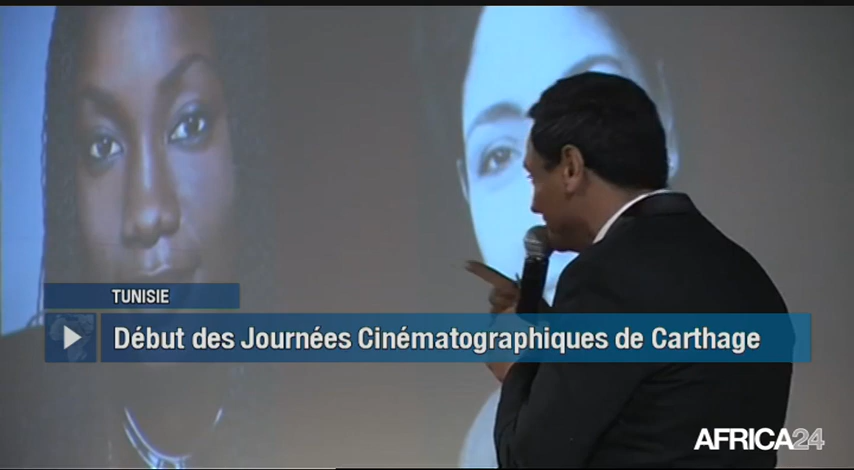 TUNISIE
Début des Journées Cinématographiques de Carthage
AFRICA24